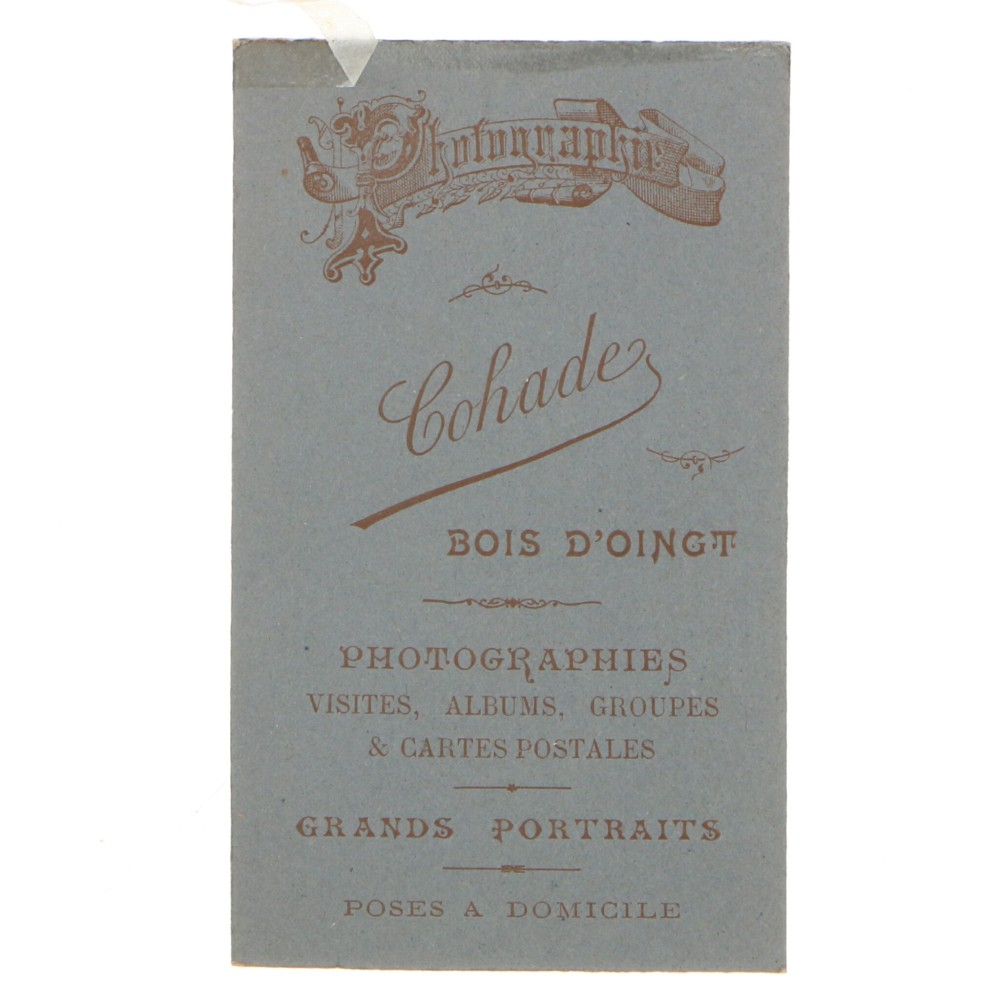 Photographie
Cohade
BOIS D'OINGT
PHOTOGRAPHIES
VISITES, ALBUMS, GROUPES
& CARTES POSTALES
GRANDS PORTRAITS
POSES A DOMICILE